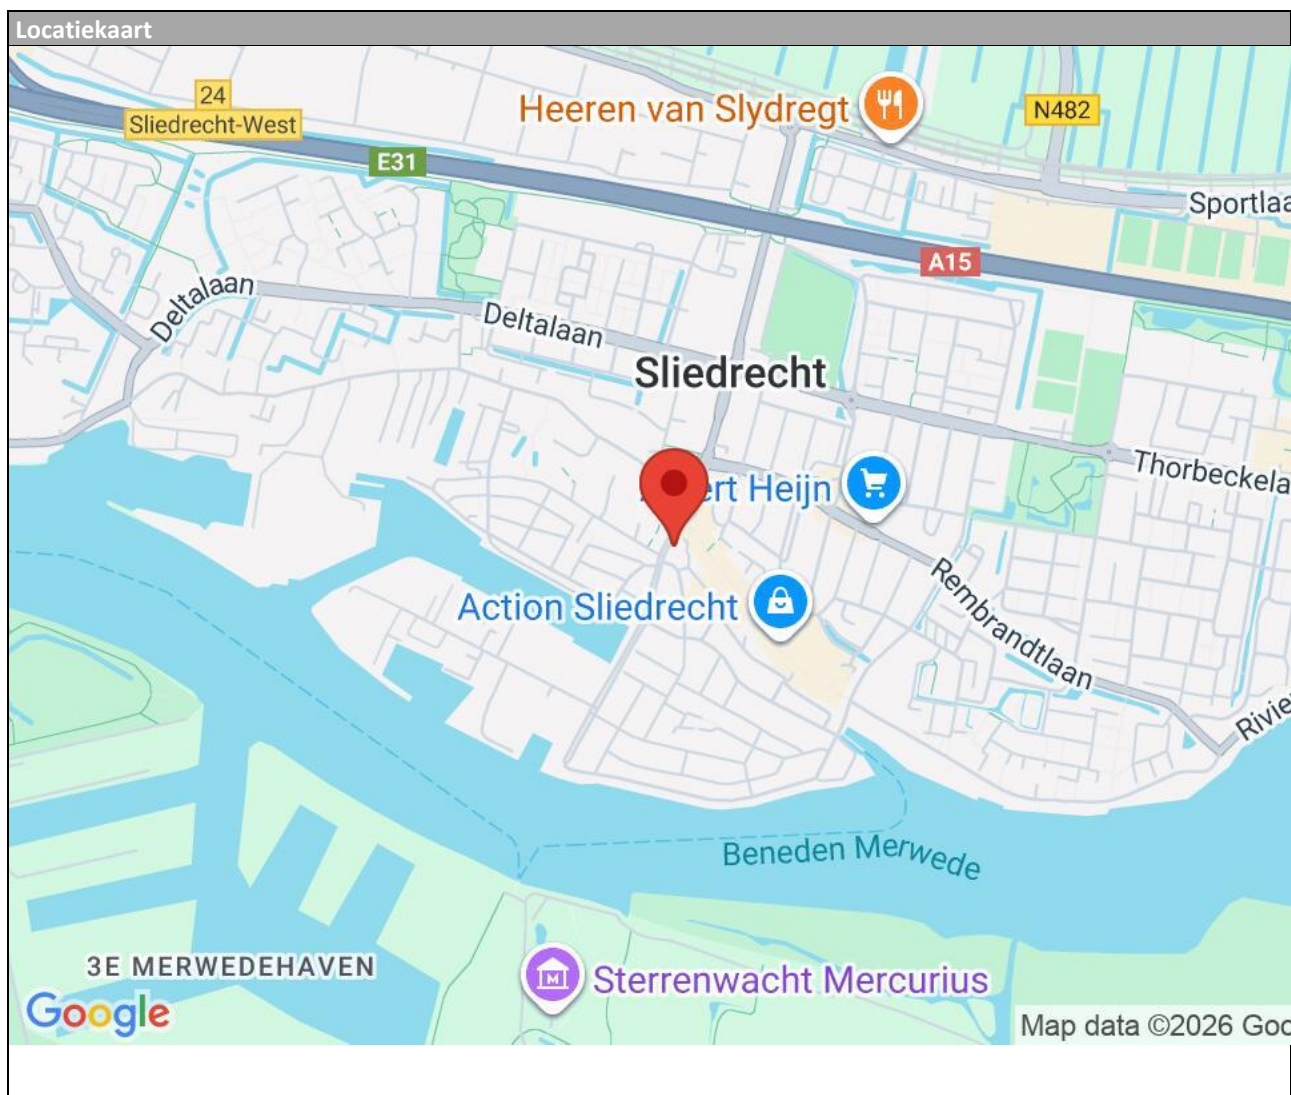 Locatiekaart
24
Sliedrecht-West
Heeren van Slydregt
N482
E31
Sportlaa
A15
Deltalaan
Deltalaan
Sliedrecht
Thorbeckela
ert Heijn
Action Sliedrecht
Rembrandtlaan
Rivie
Beneden Merwede
3E MERWEDEHAVEN
Sterrenwacht Mercurius
Google
Map data ©2026 Goo